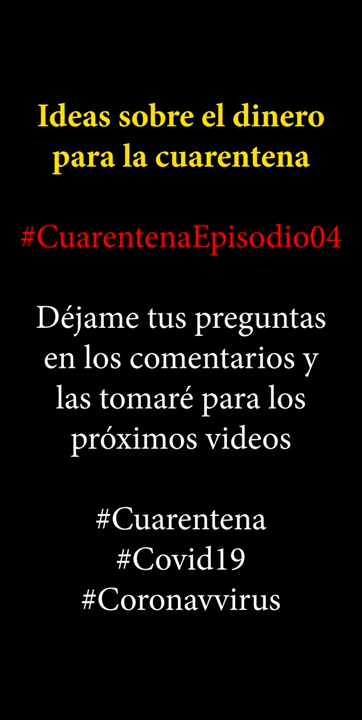 Ideas sobre el dinero
para la cuarentena
#CuarentenaEpisodio04
Déjame tus preguntas
en los comentarios y
las tomaré para los
próximos videos
#Cuarentena
#Covid19
#Coronavvirus